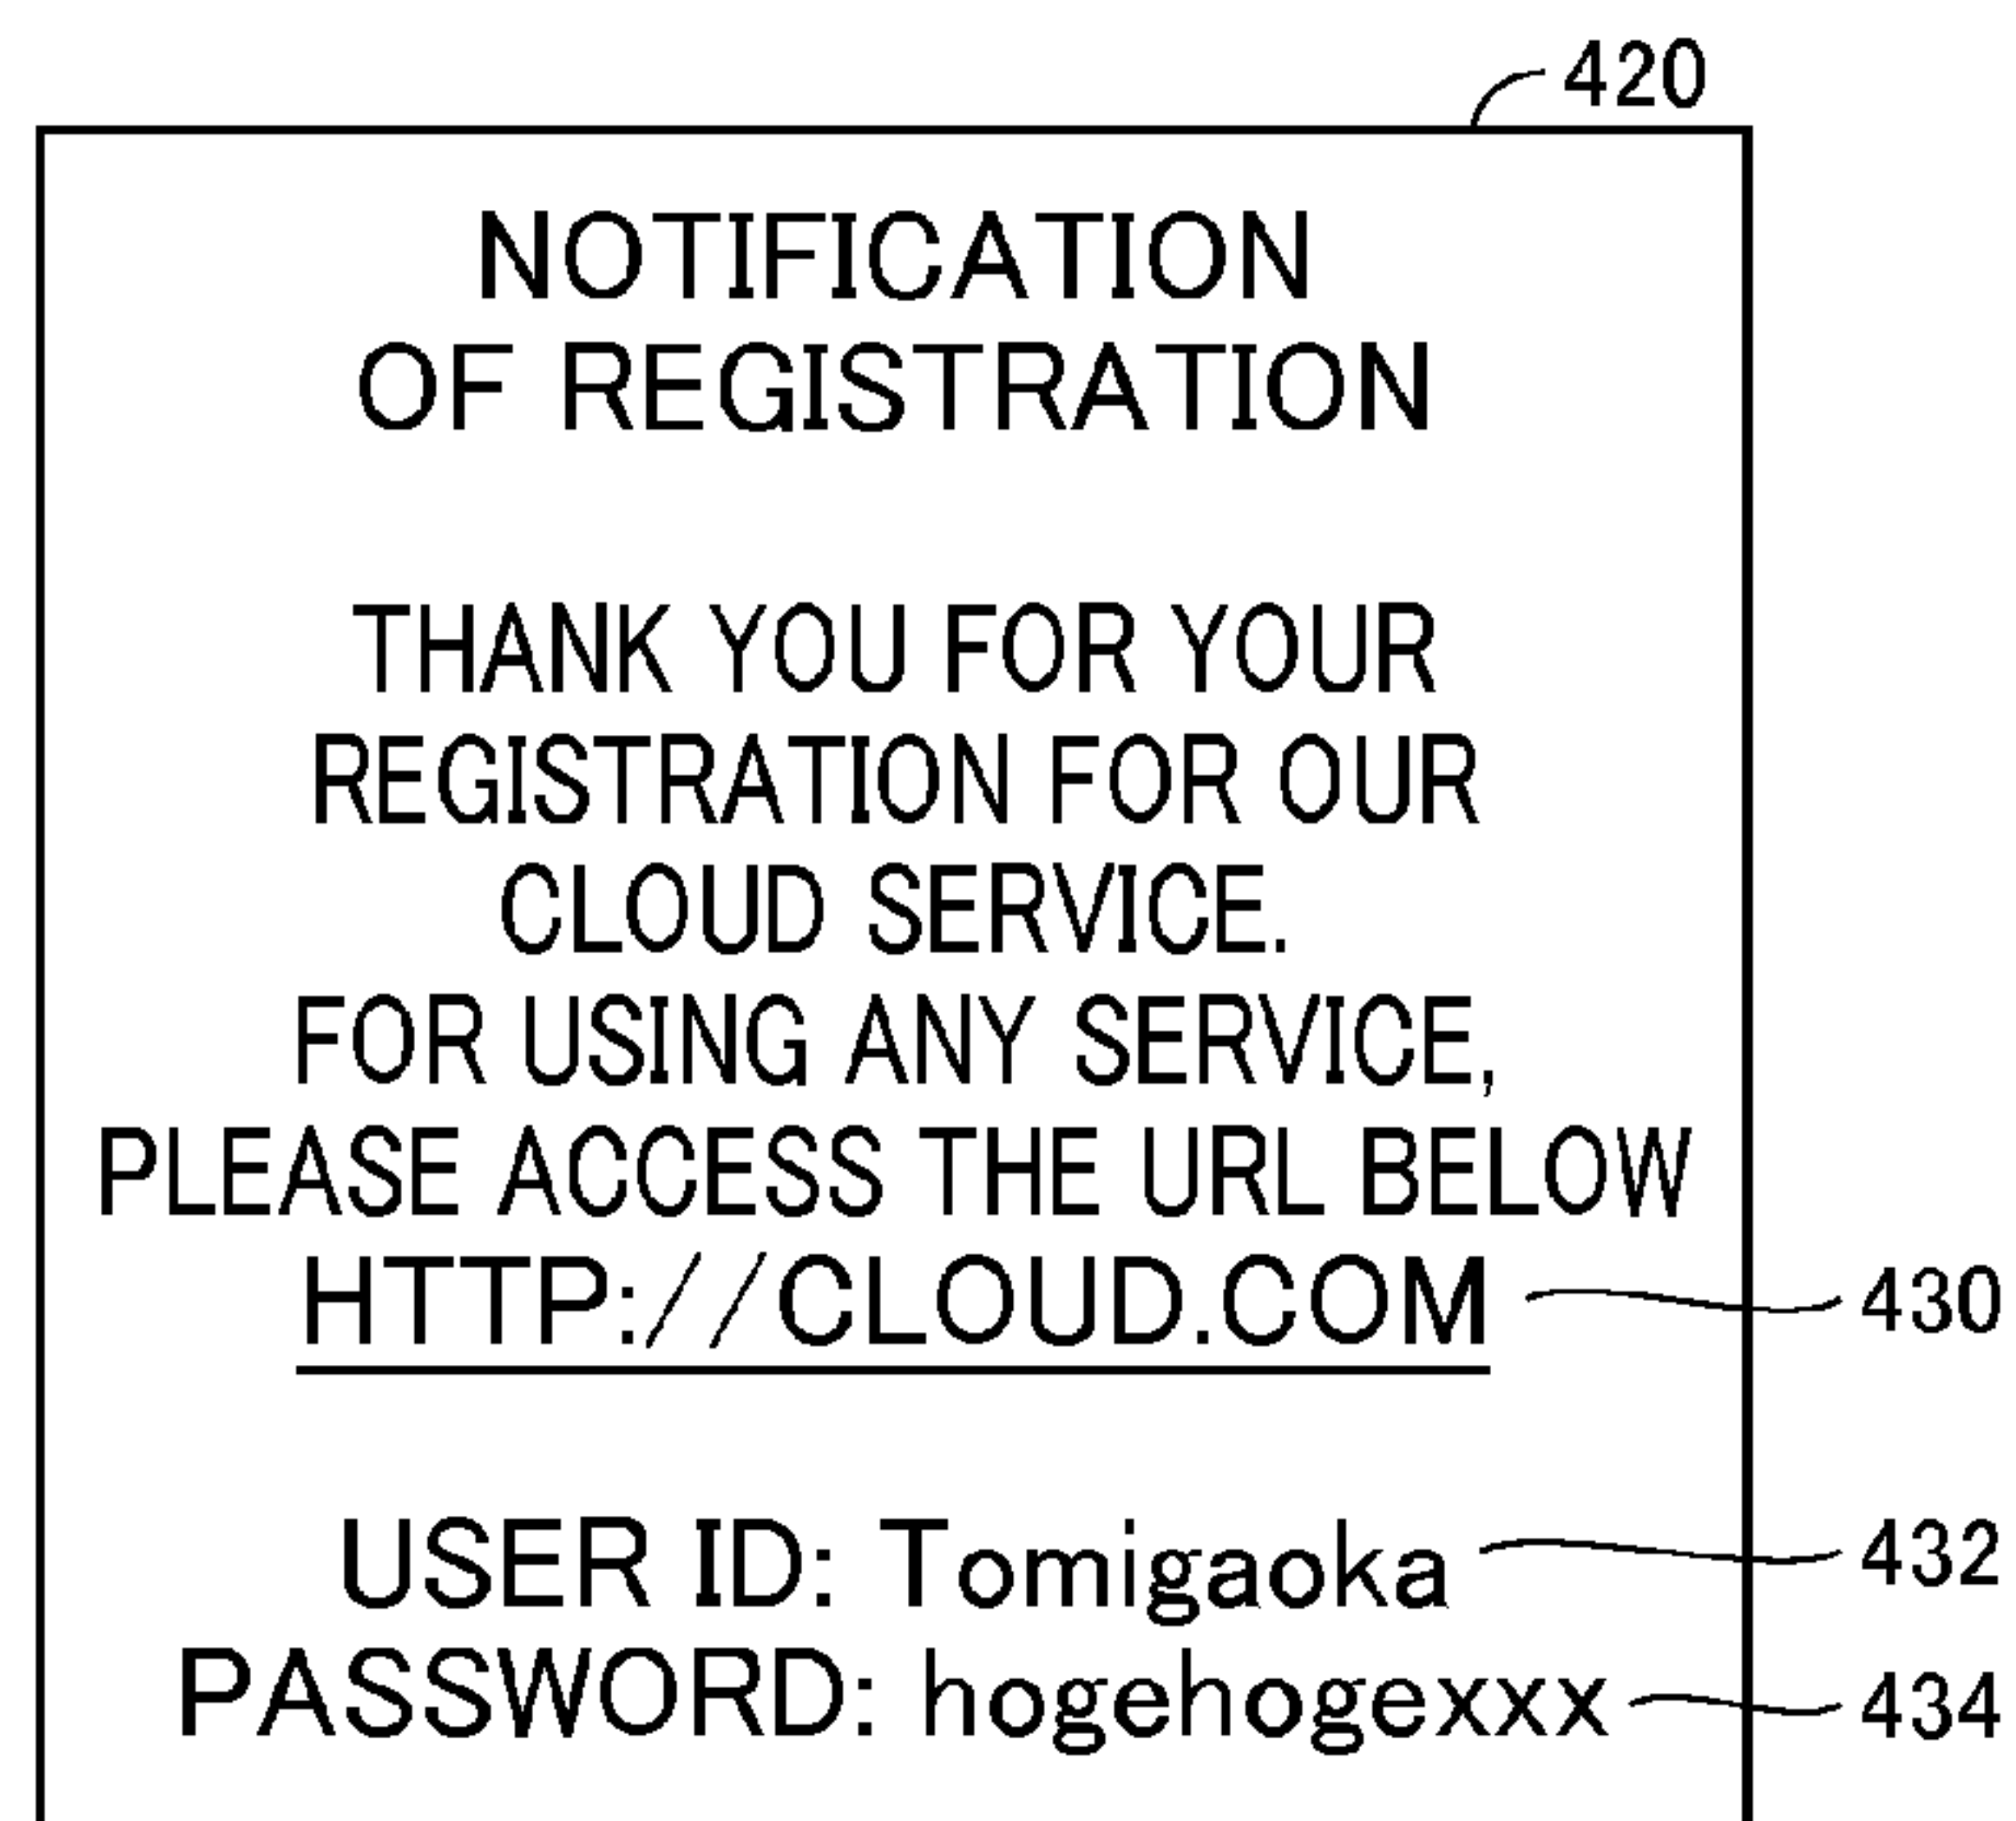 420
NOTIFICATION
OF REGISTRATION
THANK YOU FOR YOUR
REGISTRATION FOR OUR
CLOUD SERVICE.
FOR USING ANY SERVICE,
PLEASE ACCESS THE URL BELOW
HTTP://CLOUD.COM 430
USER ID: Tomigaoka 432
PASSWORD: hogehogexxx 434